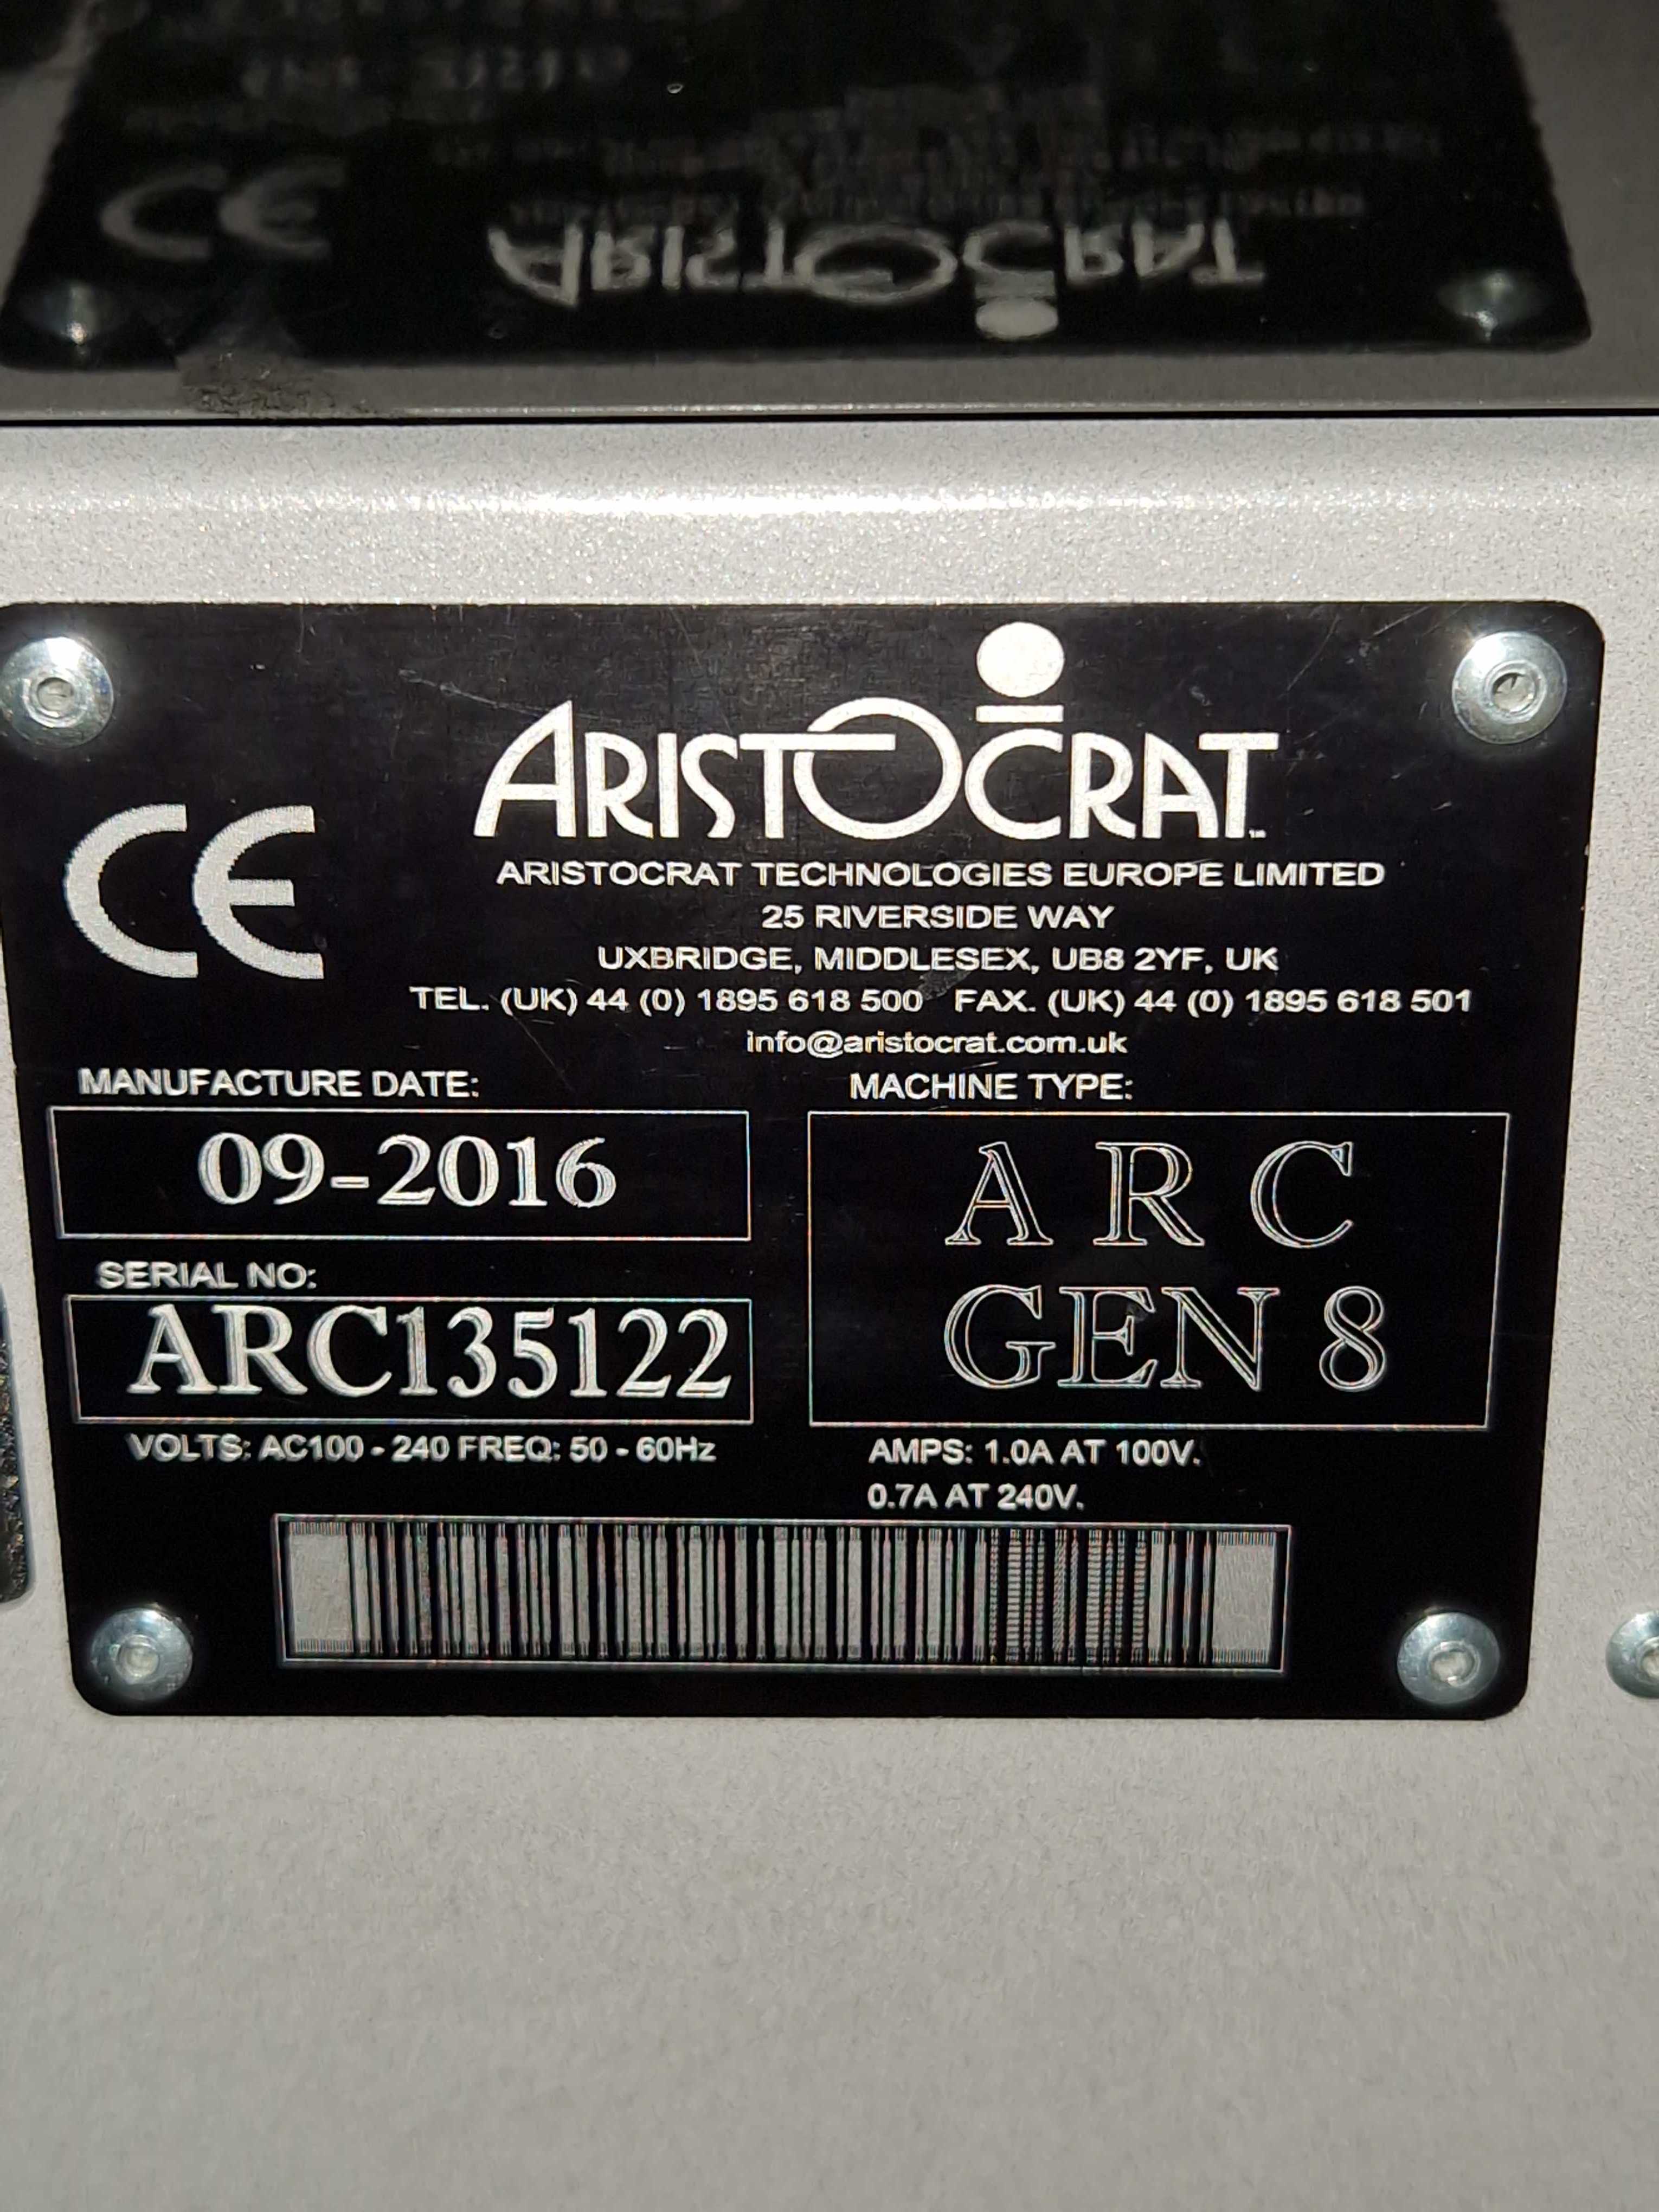 ARISTOCRAT
CE
ARISTOCRAT TECHNOLOGIES EUROPE LIMITED
25 RIVERSIDE WAY
UXBRIDGE, MIDDLESEX, UB8 2YF, UK
TEL. (UK) 44 (0) 1895 618 500 FAX. (UK) 44 (0) 1895 618 501
info@aristocrat.com.uk
MANUFACTURE DATE:
09-2016
SERIAL NO:
ARC135122
MACHINE TYPE:
A R C
GEN 8
VOLTS: AC100 - 240 FREQ: 50 - 60Hz
AMPS: 1.0A AT 100V.
0.7A AT 240V.